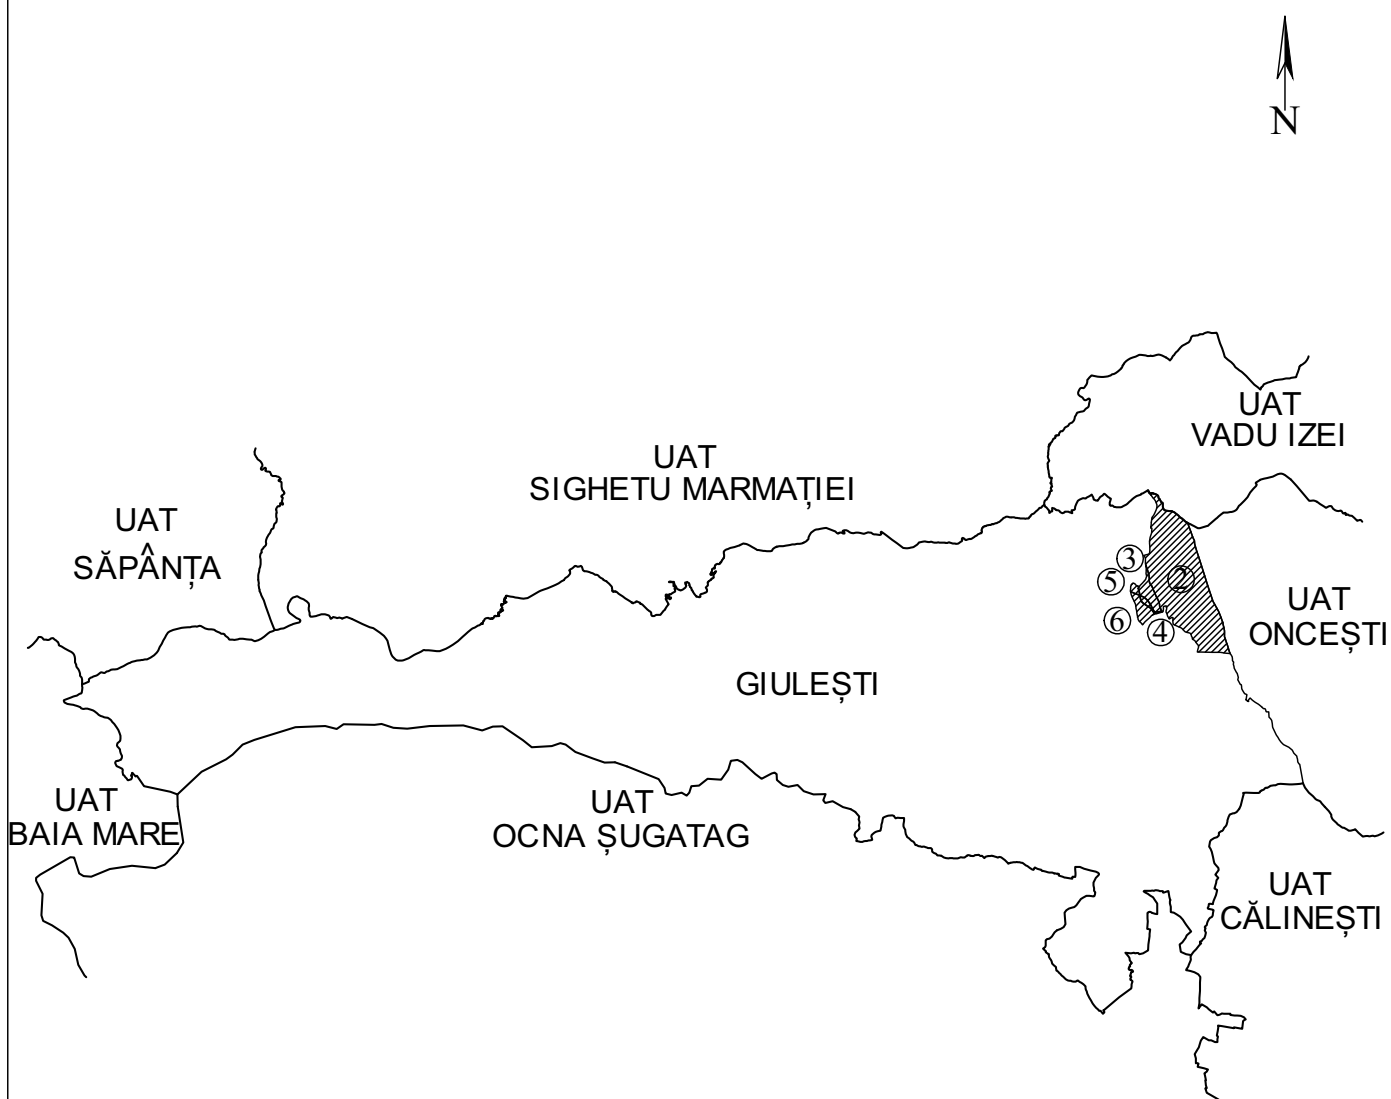 N
UAT
VADU IZEI
UAT
SIGHETU MARMAȚIEI
UAT
SĂPÂNȚA
3
2
5
UAT
ONCEȘTI
6
4
GIULEȘTI
UAT
BAIA MARE
UAT
OCNA ȘUGATAG
UAT
CĂLINEȘTI